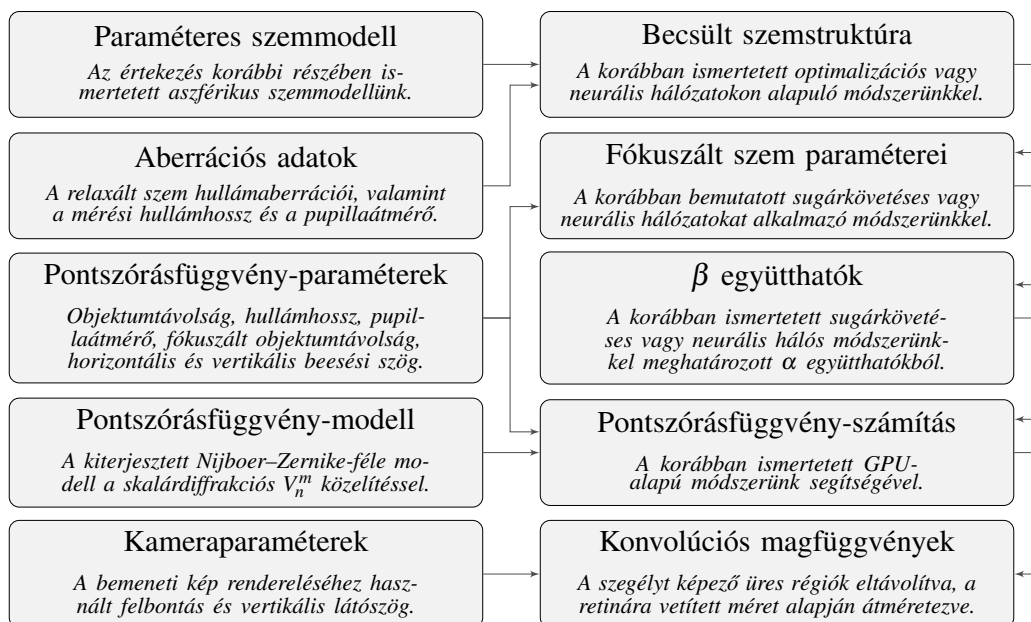 Paraméteres szemmodell
Az értekezés korábbi részében is-
mertetett aszférikus szemmodellünk.
Becsült szemstruktúra
A korábban ismertetett optimalizációs vagy
neurális hálózatokon alapuló módszerünkkel.
Aberrációs adatok
A relaxált szem hullámaberrációi, valamint
a mérési hullámhossz és a pupillaátmérő.
Fókuszált szem paraméterei
A korábban bemutatott sugárkövetéses vagy
neurális hálózatokat alkalmazó módszerünkkel.
Pontszórásfüggvény-paraméterek
Objektumtávolság, hullámhossz, pupil-
laátmérő, fókuszált objektumtávolság,
horizontális és vertikális beesési szög.
β együtthatók
A korábban ismertetett sugárköveté-
ses vagy neurális hálós módszerünk-
kel meghatározott α együtthatókból.
Pontszórásfüggvény-modell
A kiterjesztett Nijboer–Zernike-féle mo-
dell a skalárdiffrakciós V_n^m közelítéssel.
Pontszórásfüggvény-számítás
A korábban ismertetett GPU-
alapú módszerünk segítségével.
Kameraparaméterek
A bemeneti kép rendereléséhez hasz-
nált felbontás és vertikális látószög.
Konvolúciós magfüggvények
A szegélyt képező üres régiók eltávolítva, a
retinára vetített méret alapján átméretezve.